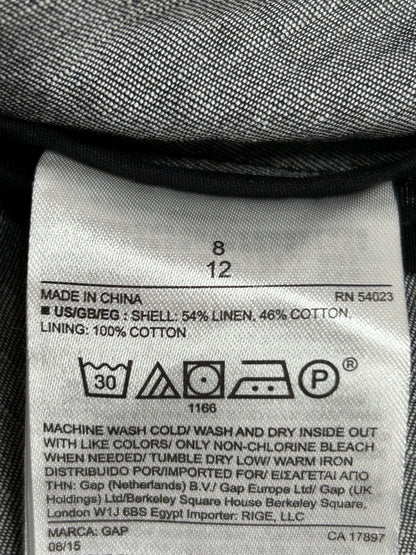 8
12
MADE IN CHINA RN 54023
■ US/GB/EG : SHELL: 54% LINEN, 46% COTTON,
LINING: 100% COTTON
30 P ®
1166
MACHINE WASH COLD/ WASH AND DRY INSIDE OUT
WITH LIKE COLORS/ ONLY NON-CHLORINE BLEACH
WHEN NEEDED/ TUMBLE DRY LOW/ WARM IRON
DISTRIBUIDO POR/IMPORTED FOR/ ΕΙΣΑΓΕΤΑΙ ΑΠΟ
ΤΗΝ: Gap (Netherlands) B.V./ Gap Europe Ltd/ Gap (UK
Holdings) Ltd/Berkeley Square House Berkeley Square,
London W1J 6BS Egypt Importer: RIGE, LLC
MARCA: GAP CA 17897
08/15